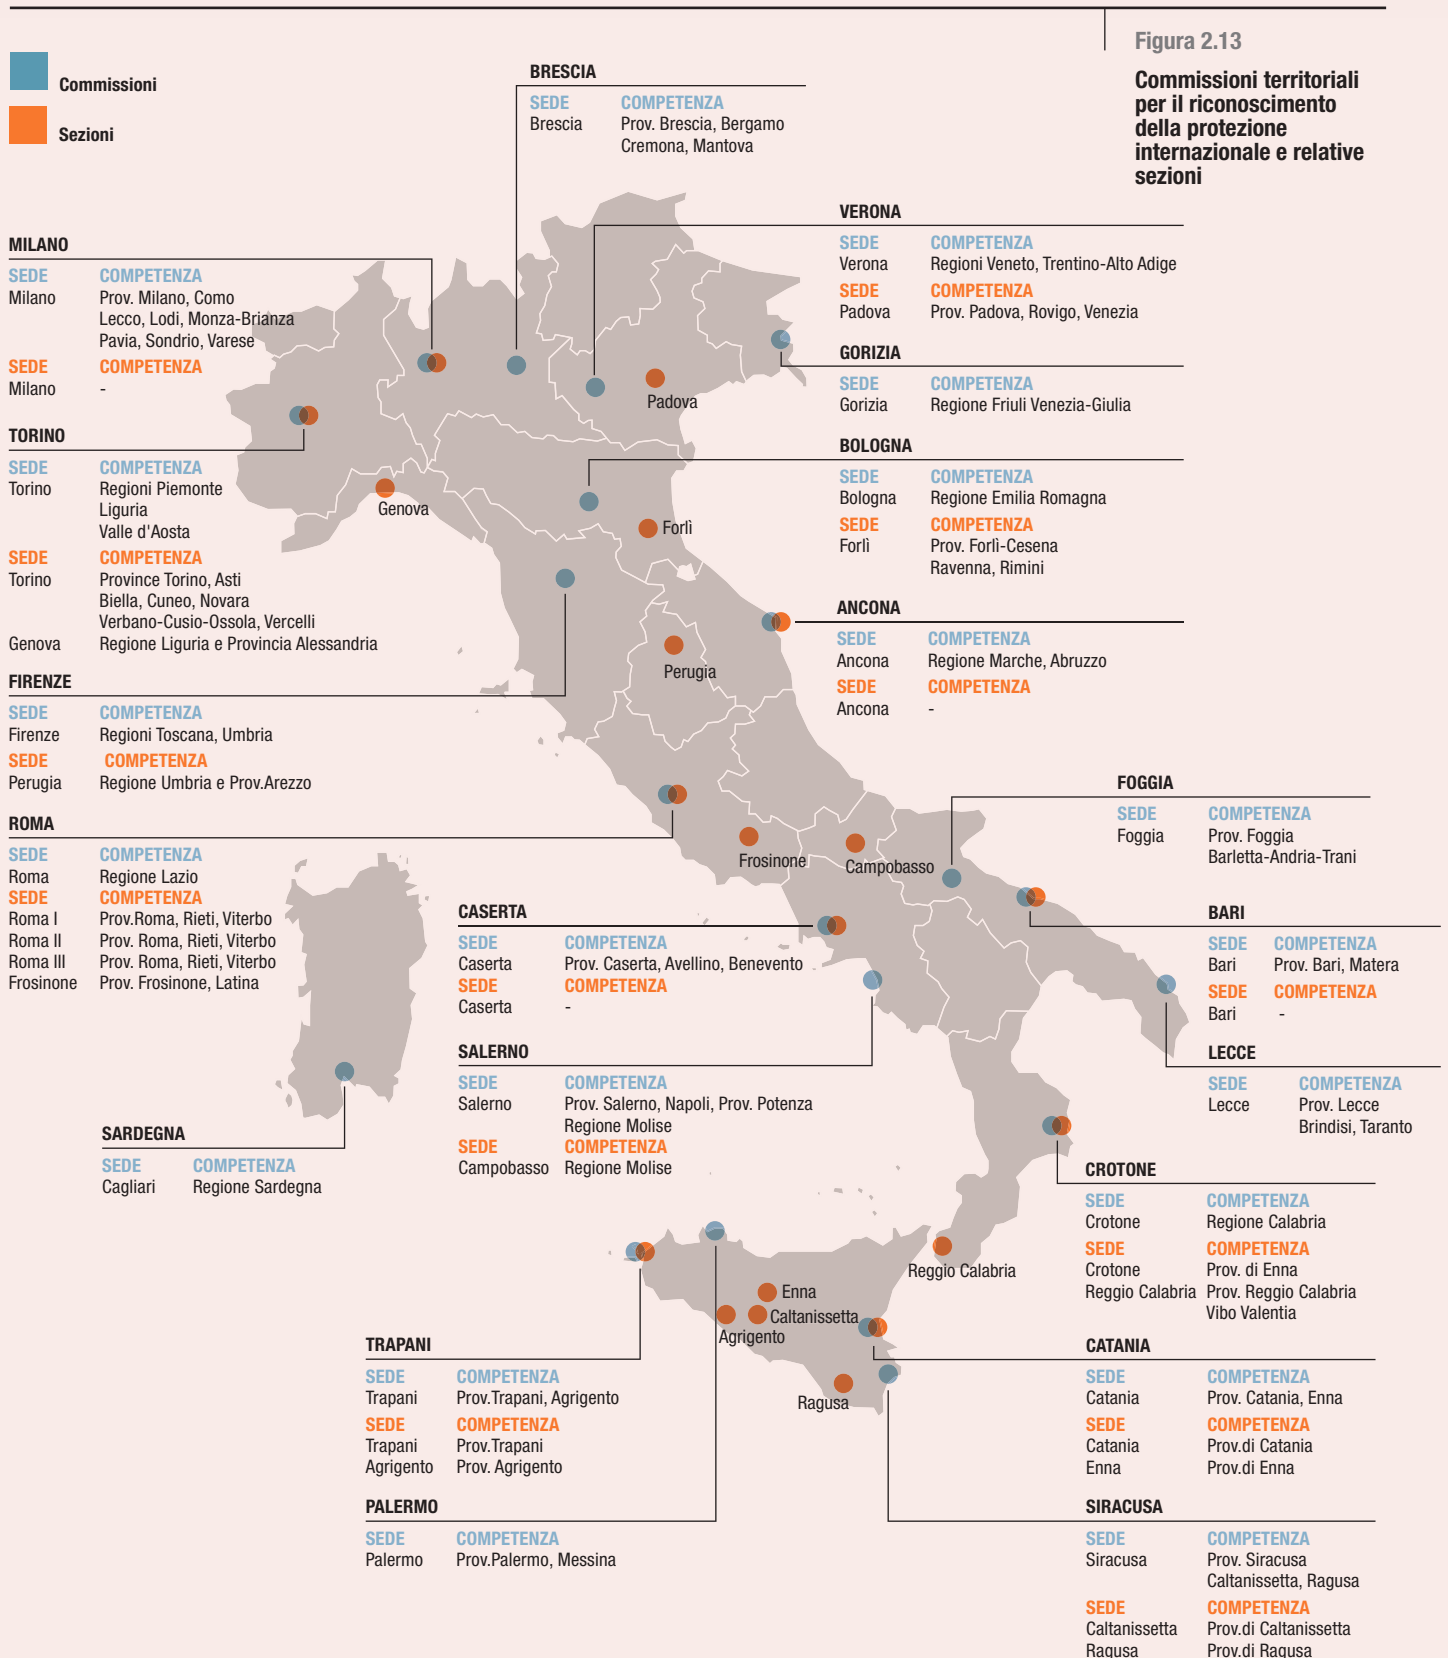 Figura 2.13
Commissioni territoriali
per il riconoscimento
della protezione
internazionale e relative
sezioni
Commissioni
Sezioni
BRESCIA
SEDE COMPETENZA
Brescia Prov. Brescia, Bergamo
Cremona, Mantova
MILANO
SEDE COMPETENZA
Milano Prov. Milano, Como
Lecco, Lodi, Monza-Brianza
Pavia, Sondrio, Varese
SEDE COMPETENZA
Milano -
TORINO
SEDE COMPETENZA
Torino Regioni Piemonte
Liguria
Valle d'Aosta
SEDE COMPETENZA
Torino Province Torino, Asti
Biella, Cuneo, Novara
Verbano-Cusio-Ossola, Vercelli
Genova Regione Liguria e Provincia Alessandria
FIRENZE
SEDE COMPETENZA
Firenze Regioni Toscana, Umbria
SEDE COMPETENZA
Perugia Regione Umbria e Prov.Arezzo
ROMA
SEDE COMPETENZA
Roma Regione Lazio
SEDE COMPETENZA
Roma I Prov.Roma, Rieti, Viterbo
Roma II Prov. Roma, Rieti, Viterbo
Roma III Prov. Roma, Rieti, Viterbo
Frosinone Prov. Frosinone, Latina
SARDEGNA
SEDE COMPETENZA
Cagliari Regione Sardegna
VERONA
SEDE COMPETENZA
Verona Regioni Veneto, Trentino-Alto Adige
SEDE COMPETENZA
Padova Prov. Padova, Rovigo, Venezia
GORIZIA
SEDE COMPETENZA
Gorizia Regione Friuli Venezia-Giulia
BOLOGNA
SEDE COMPETENZA
Bologna Regione Emilia Romagna
SEDE COMPETENZA
Forlì Prov. Forlì-Cesena
Ravenna, Rimini
ANCONA
SEDE COMPETENZA
Ancona Regione Marche, Abruzzo
SEDE COMPETENZA
Ancona -
FOGGIA
SEDE COMPETENZA
Foggia Prov. Foggia
Barletta-Andria-Trani
BARI
SEDE COMPETENZA
Bari Prov. Bari, Matera
SEDE COMPETENZA
Bari -
LECCE
SEDE COMPETENZA
Lecce Prov. Lecce
Brindisi, Taranto
CASERTA
SEDE COMPETENZA
Caserta Prov. Caserta, Avellino, Benevento
SEDE COMPETENZA
Caserta -
SALERNO
SEDE COMPETENZA
Salerno Prov. Salerno, Napoli, Prov. Potenza
Regione Molise
SEDE COMPETENZA
Campobasso Regione Molise
CROTONE
SEDE COMPETENZA
Crotone Regione Calabria
SEDE COMPETENZA
Crotone Prov. di Enna
Reggio Calabria Prov. Reggio Calabria
Vibo Valentia
TRAPANI
SEDE COMPETENZA
Trapani Prov.Trapani, Agrigento
SEDE COMPETENZA
Trapani Prov.Trapani
Agrigento Prov. Agrigento
PALERMO
SEDE COMPETENZA
Palermo Prov.Palermo, Messina
CATANIA
SEDE COMPETENZA
Catania Prov. Catania, Enna
SEDE COMPETENZA
Catania Prov.di Catania
Enna Prov.di Enna
SIRACUSA
SEDE COMPETENZA
Siracusa Prov. Siracusa
Caltanissetta, Ragusa
SEDE COMPETENZA
Caltanissetta Prov.di Caltanissetta
Ragusa Prov.di Ragusa
Padova
Genova
Forlì
Perugia
Frosinone
Campobasso
Reggio Calabria
Enna
Caltanissetta
Agrigento
Ragusa